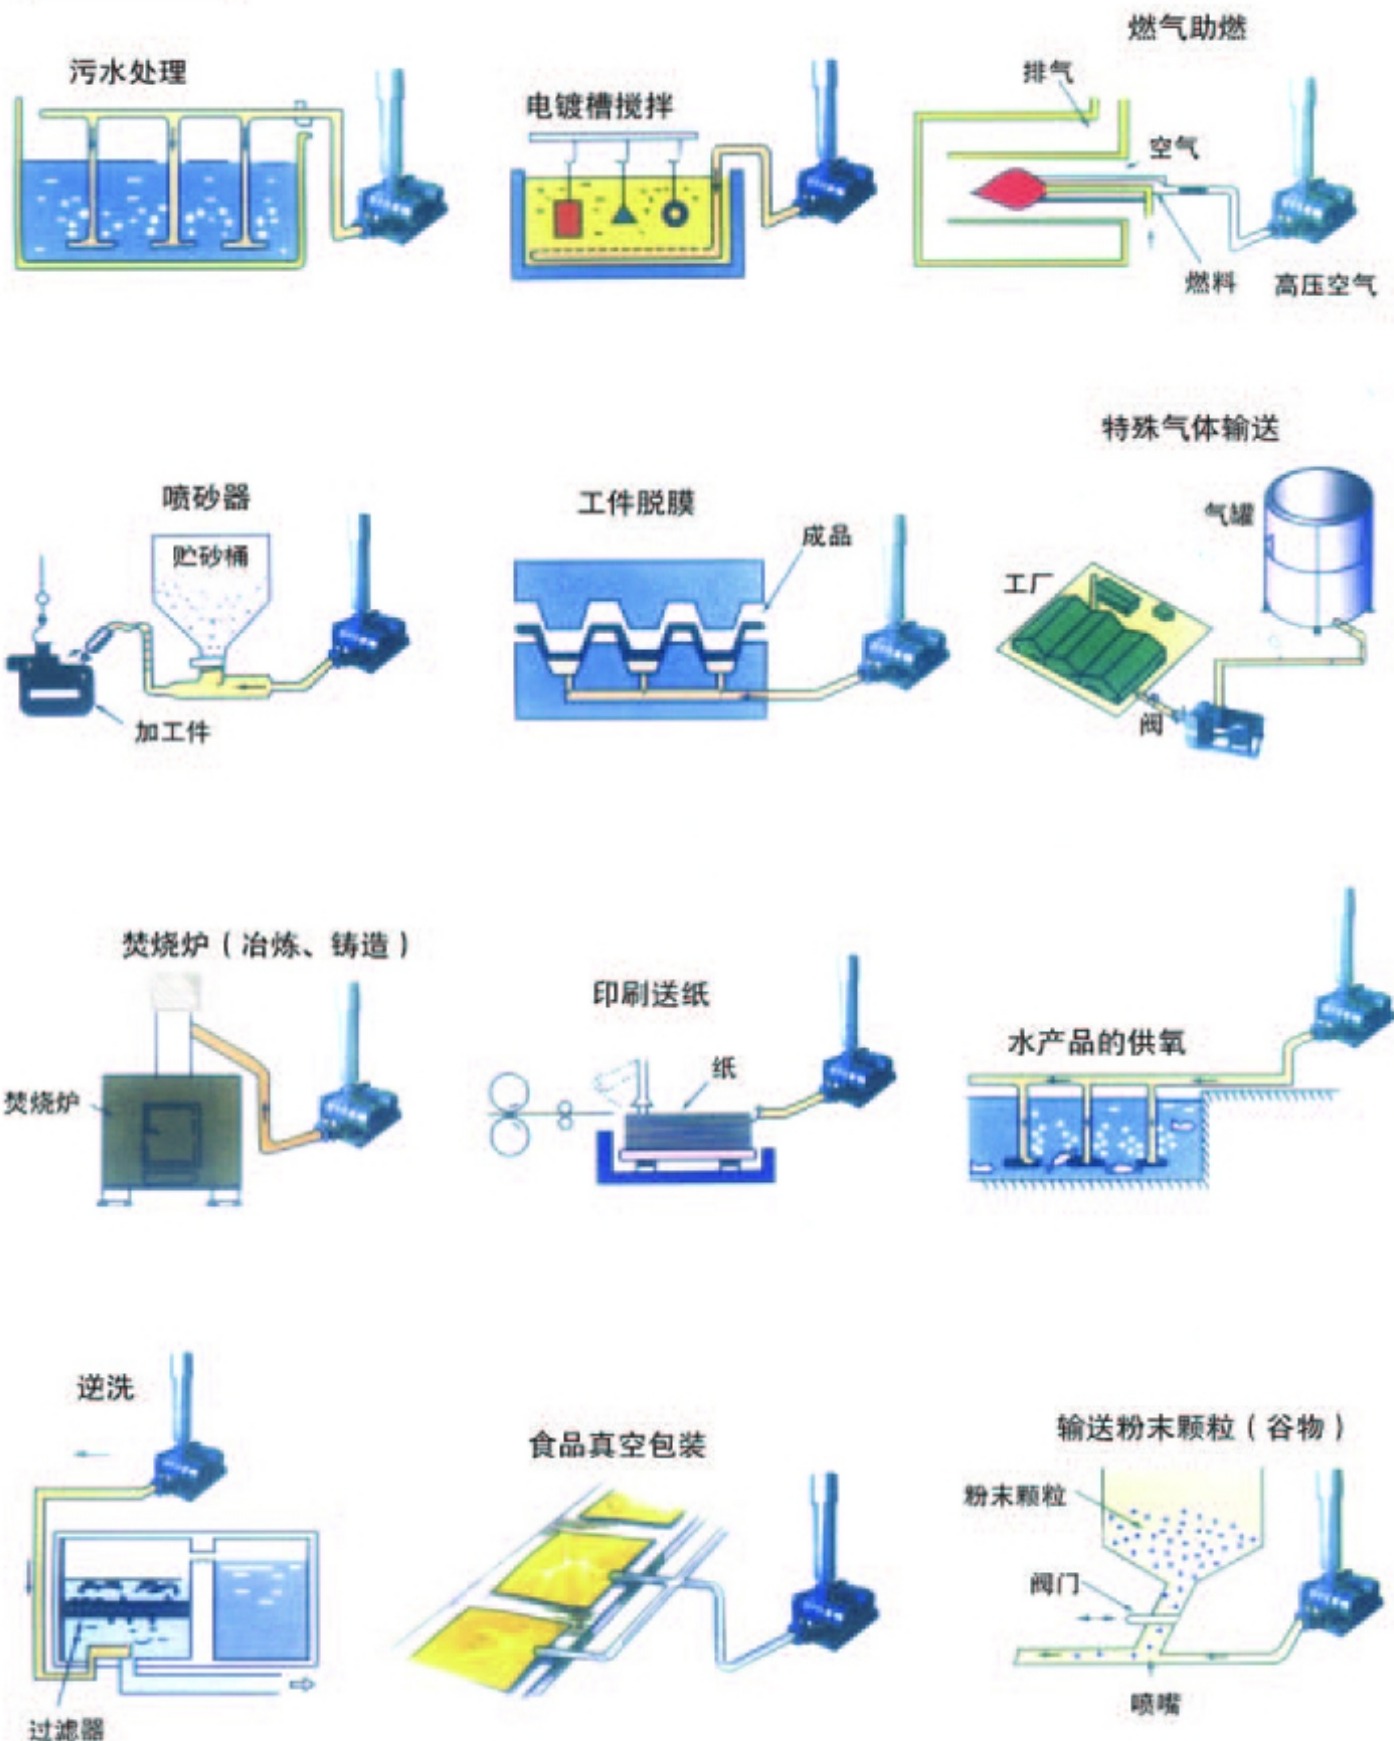 燃气助燃
污水处理
排气
电镀槽搅拌
空气
燃料
高压空气
特殊气体输送
喷砂器
工件脱膜
气罐
成品
贮砂桶
工厂
阀
加工件
焚烧炉（冶炼、铸造）
印刷送纸
水产品的供氧
纸
焚烧炉
逆洗
食品真空包装
输送粉末颗粒（谷物）
粉末颗粒
阀门
喷嘴
过滤器